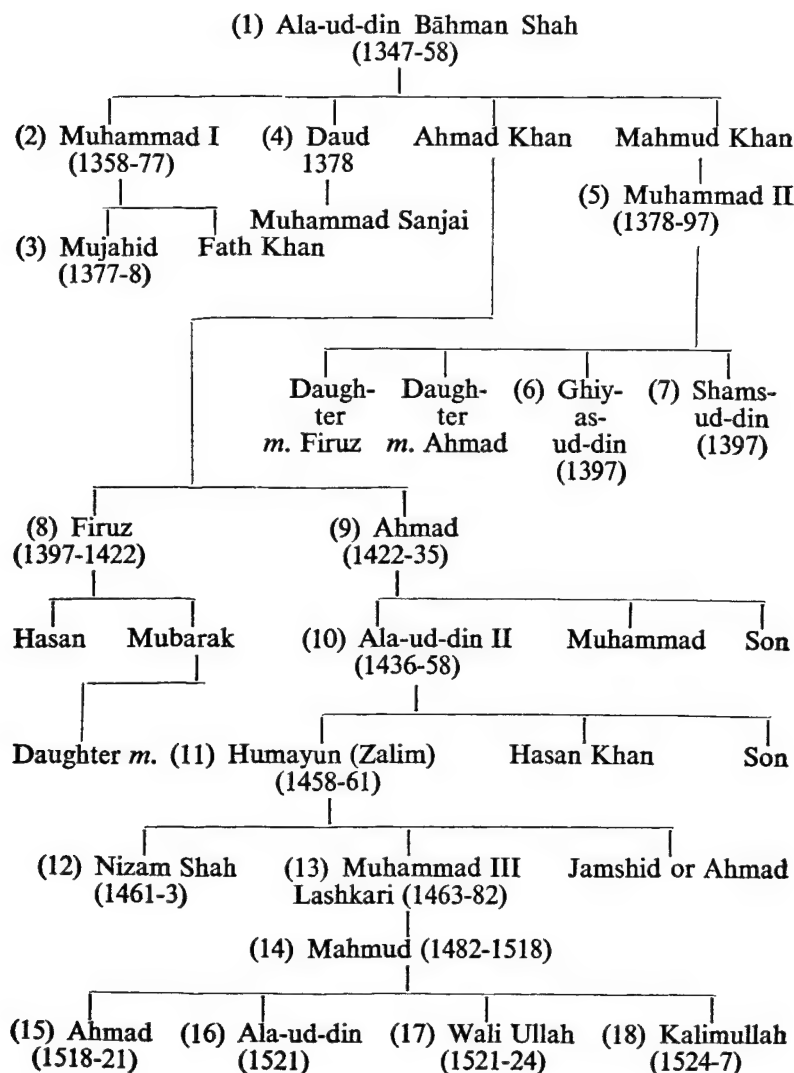 (1) Ala-ud-din Bāhman Shah
(1347-58)
(2) Muhammad I (4) Daud Ahmad Khan Mahmud Khan
(1358-77) 1378
(5) Muhammad II
Muhammad Sanjai (1378-97)
(3) Mujahid Fath Khan
(1377-8)
Daugh- Daugh- (6) Ghiy- (7) Shams-
ter ter as- ud-din
m. Firuz m. Ahmad ud-din (1397)
(1397)
(8) Firuz (9) Ahmad
(1397-1422) (1422-35)
Hasan Mubarak (10) Ala-ud-din II Muhammad Son
(1436-58)
Daughter m. (11) Humayun (Zalim) Hasan Khan Son
(1458-61)
(12) Nizam Shah (13) Muhammad III Jamshid or Ahmad
(1461-3) Lashkari (1463-82)
(14) Mahmud (1482-1518)
(15) Ahmad (16) Ala-ud-din (17) Wali Ullah (18) Kalimullah
(1518-21) (1521) (1521-24) (1524-7)